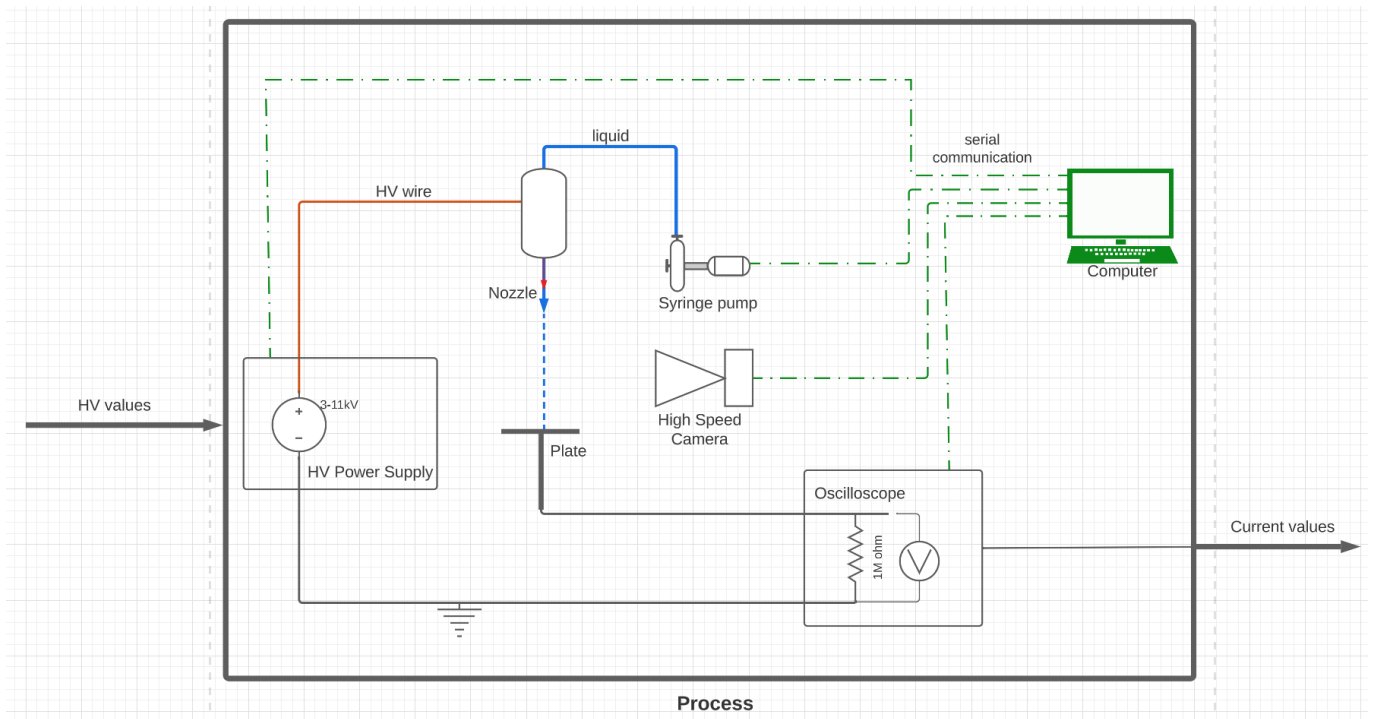 liquid
serial
communication
HV wire
Computer
Nozzle
Syringe pump
HV values
3-11kV
+
−
HV Power Supply
High Speed
Camera
Plate
Oscilloscope
1M ohm
V
Current values
Process